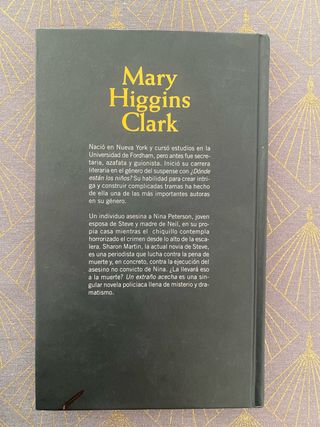 Mary
Higgins
Clark
Nació en Nueva York y cursó estudios en la
Universidad de Fordham, pero antes fue secre-
taria, azafata y guionista. Inició su carrera
literaria en el género del suspense con ¿Dónde
están los niños? Su habilidad para crear intri-
ga y construir complicadas tramas ha hecho
de ella una de las más importantes autoras
en su género.
Un individuo asesina a Nina Peterson, joven
esposa de Steve y madre de Neil, en su pro-
pia casa mientras el chiquillo contempla
horrorizado el crimen desde lo alto de la esca-
lera. Sharon Martin, la actual novia de Steve,
es una periodista que lucha contra la pena de
muerte y, en concreto, contra la ejecución del
asesino no convicto de Nina. ¿La llevará eso
a la muerte? Un extraño acecha es una sin-
gular novela policiaca llena de misterio y dra-
matismo.